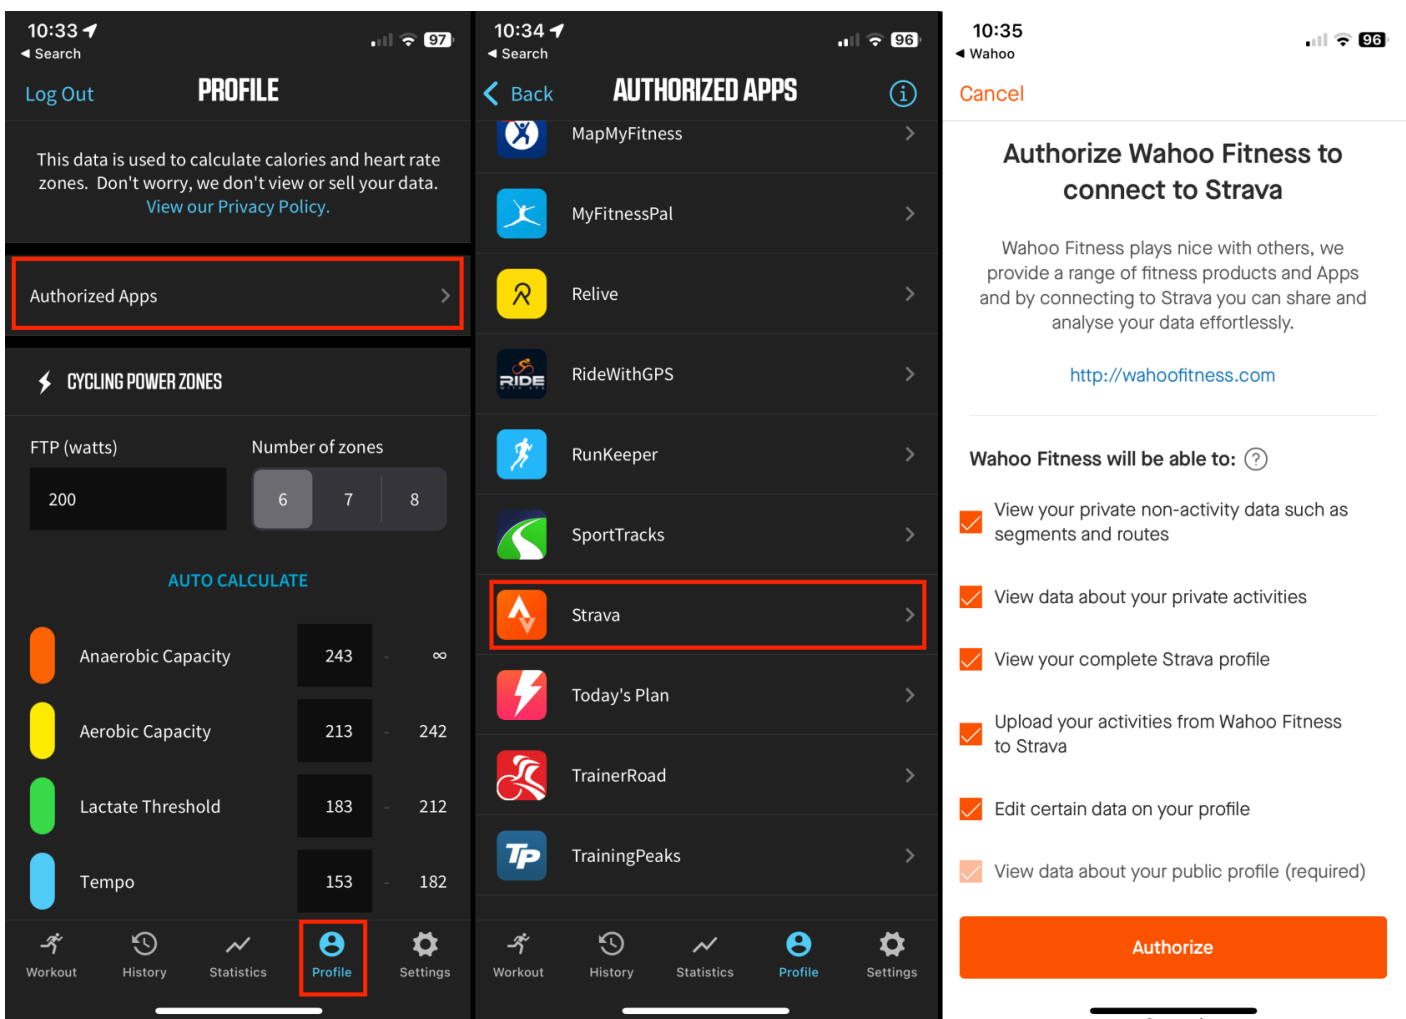 10:33
97
◀ Search
Log Out
PROFILE
This data is used to calculate calories and heart rate
zones. Don't worry, we don't view or sell your data.
View our Privacy Policy.
Authorized Apps
CYCLING POWER ZONES
FTP (watts)
Number of zones
200
6 7 8
AUTO CALCULATE
Anaerobic Capacity 243 - ∞
Aerobic Capacity 213 - 242
Lactate Threshold 183 - 212
Tempo 153 - 182
Workout
History
Statistics
Profile
Settings
10:34
96
◀ Search
Back
AUTHORIZED APPS
MapMyFitness
MyFitnessPal
Relive
RIDE
RideWithGPS
RunKeeper
SportTracks
Strava
Today's Plan
TrainerRoad
TP
TrainingPeaks
Workout
History
Statistics
Profile
Settings
10:35
96
◀ Wahoo
Cancel
Authorize Wahoo Fitness to
connect to Strava
Wahoo Fitness plays nice with others, we
provide a range of fitness products and Apps
and by connecting to Strava you can share and
analyse your data effortlessly.
http://wahoofitness.com
Wahoo Fitness will be able to: ?
View your private non-activity data such as
segments and routes
View data about your private activities
View your complete Strava profile
Upload your activities from Wahoo Fitness
to Strava
Edit certain data on your profile
View data about your public profile (required)
Authorize